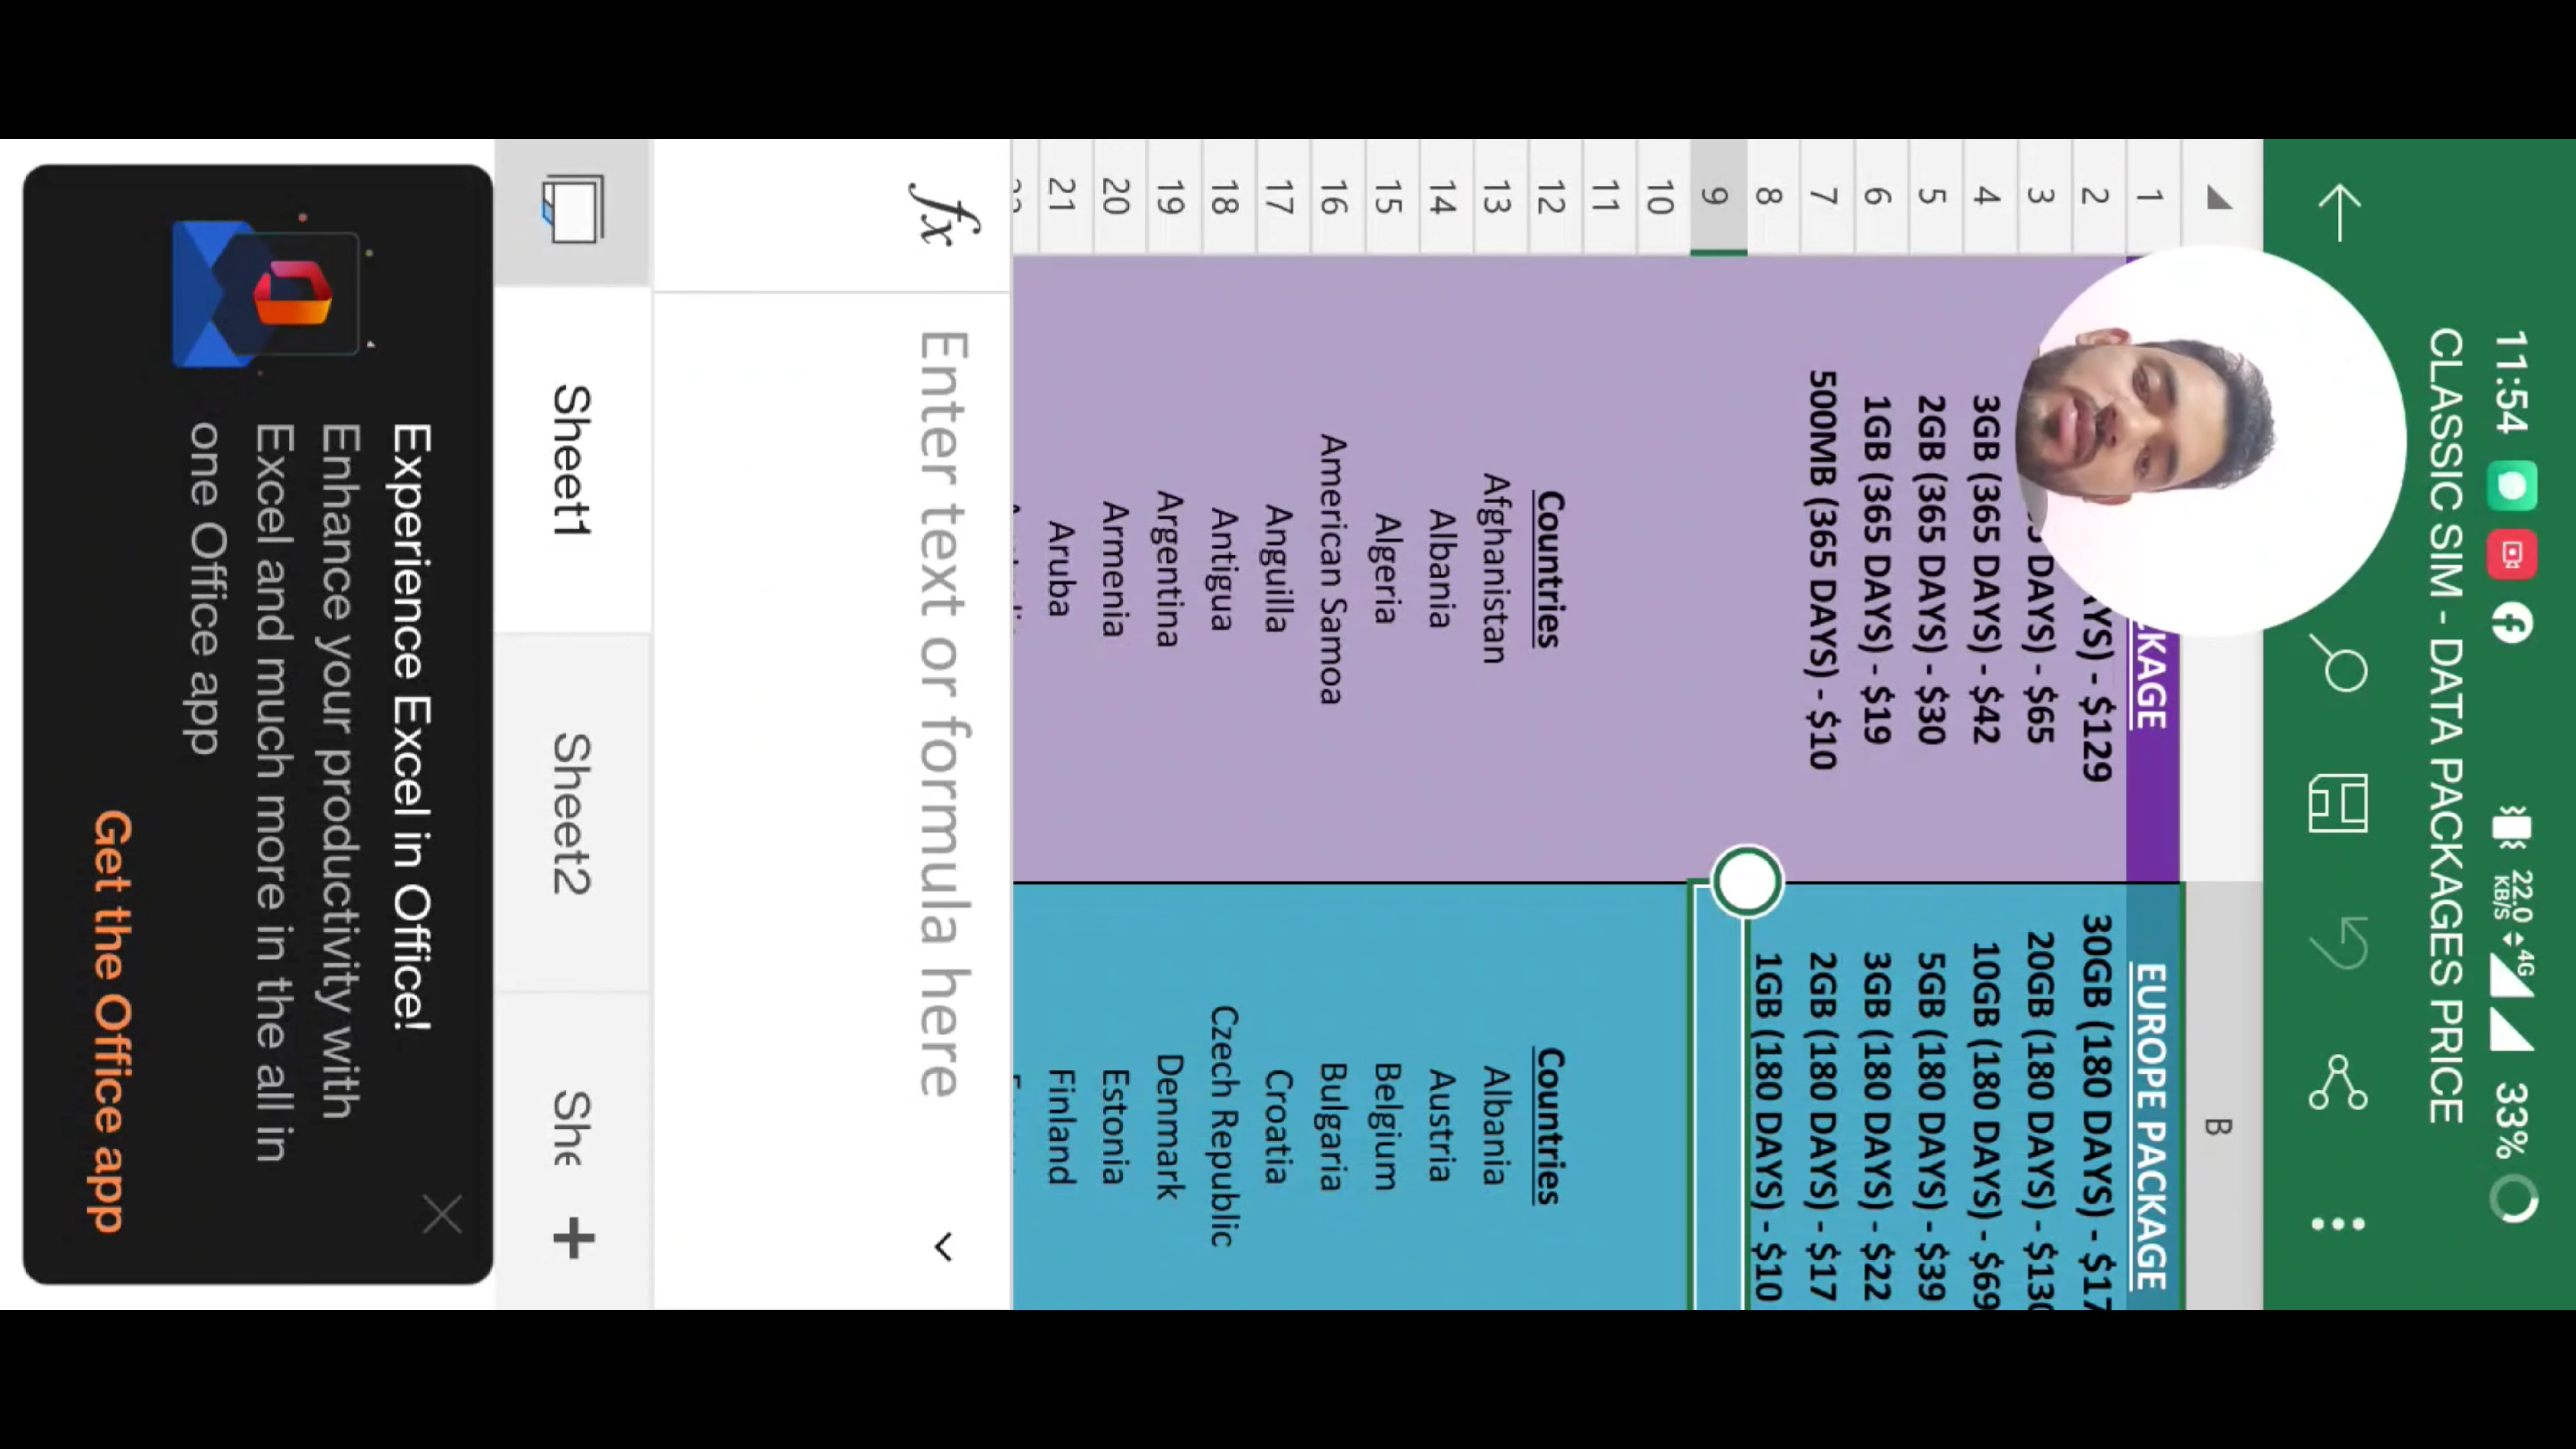 11:54
22.0
KB/S
4G
33%
CLASSIC SIM - DATA PACKAGES PRICE
B
1
EUROPE PACKAGE
2
- $129
30GB (180 DAYS) -
3
DAYS) - $65
20GB (180 DAYS) -
4
3GB (365 DAYS) - $42
10GB (180 DAYS) - $69
5
2GB (365 DAYS) - $30
5GB (180 DAYS) - $39
6
1GB (365 DAYS) - $19
3GB (180 DAYS) - $22
7
500MB (365 DAYS) - $10
2GB (180 DAYS) - $17
8
1GB (180 DAYS) - $10
9
10
11
12
Countries
Countries
13
Afghanistan
Albania
14
Albania
Austria
15
Algeria
Belgium
16
American Samoa
Bulgaria
17
Anguilla
Croatia
18
Antigua
Czech Republic
19
Argentina
Denmark
20
Armenia
Estonia
21
Aruba
Finland
fx
Enter text or formula here
Sheet1
Sheet2
Experience Excel in Office!
Enhance your productivity with
Excel and much more in the all in
one Office app
Get the Office app